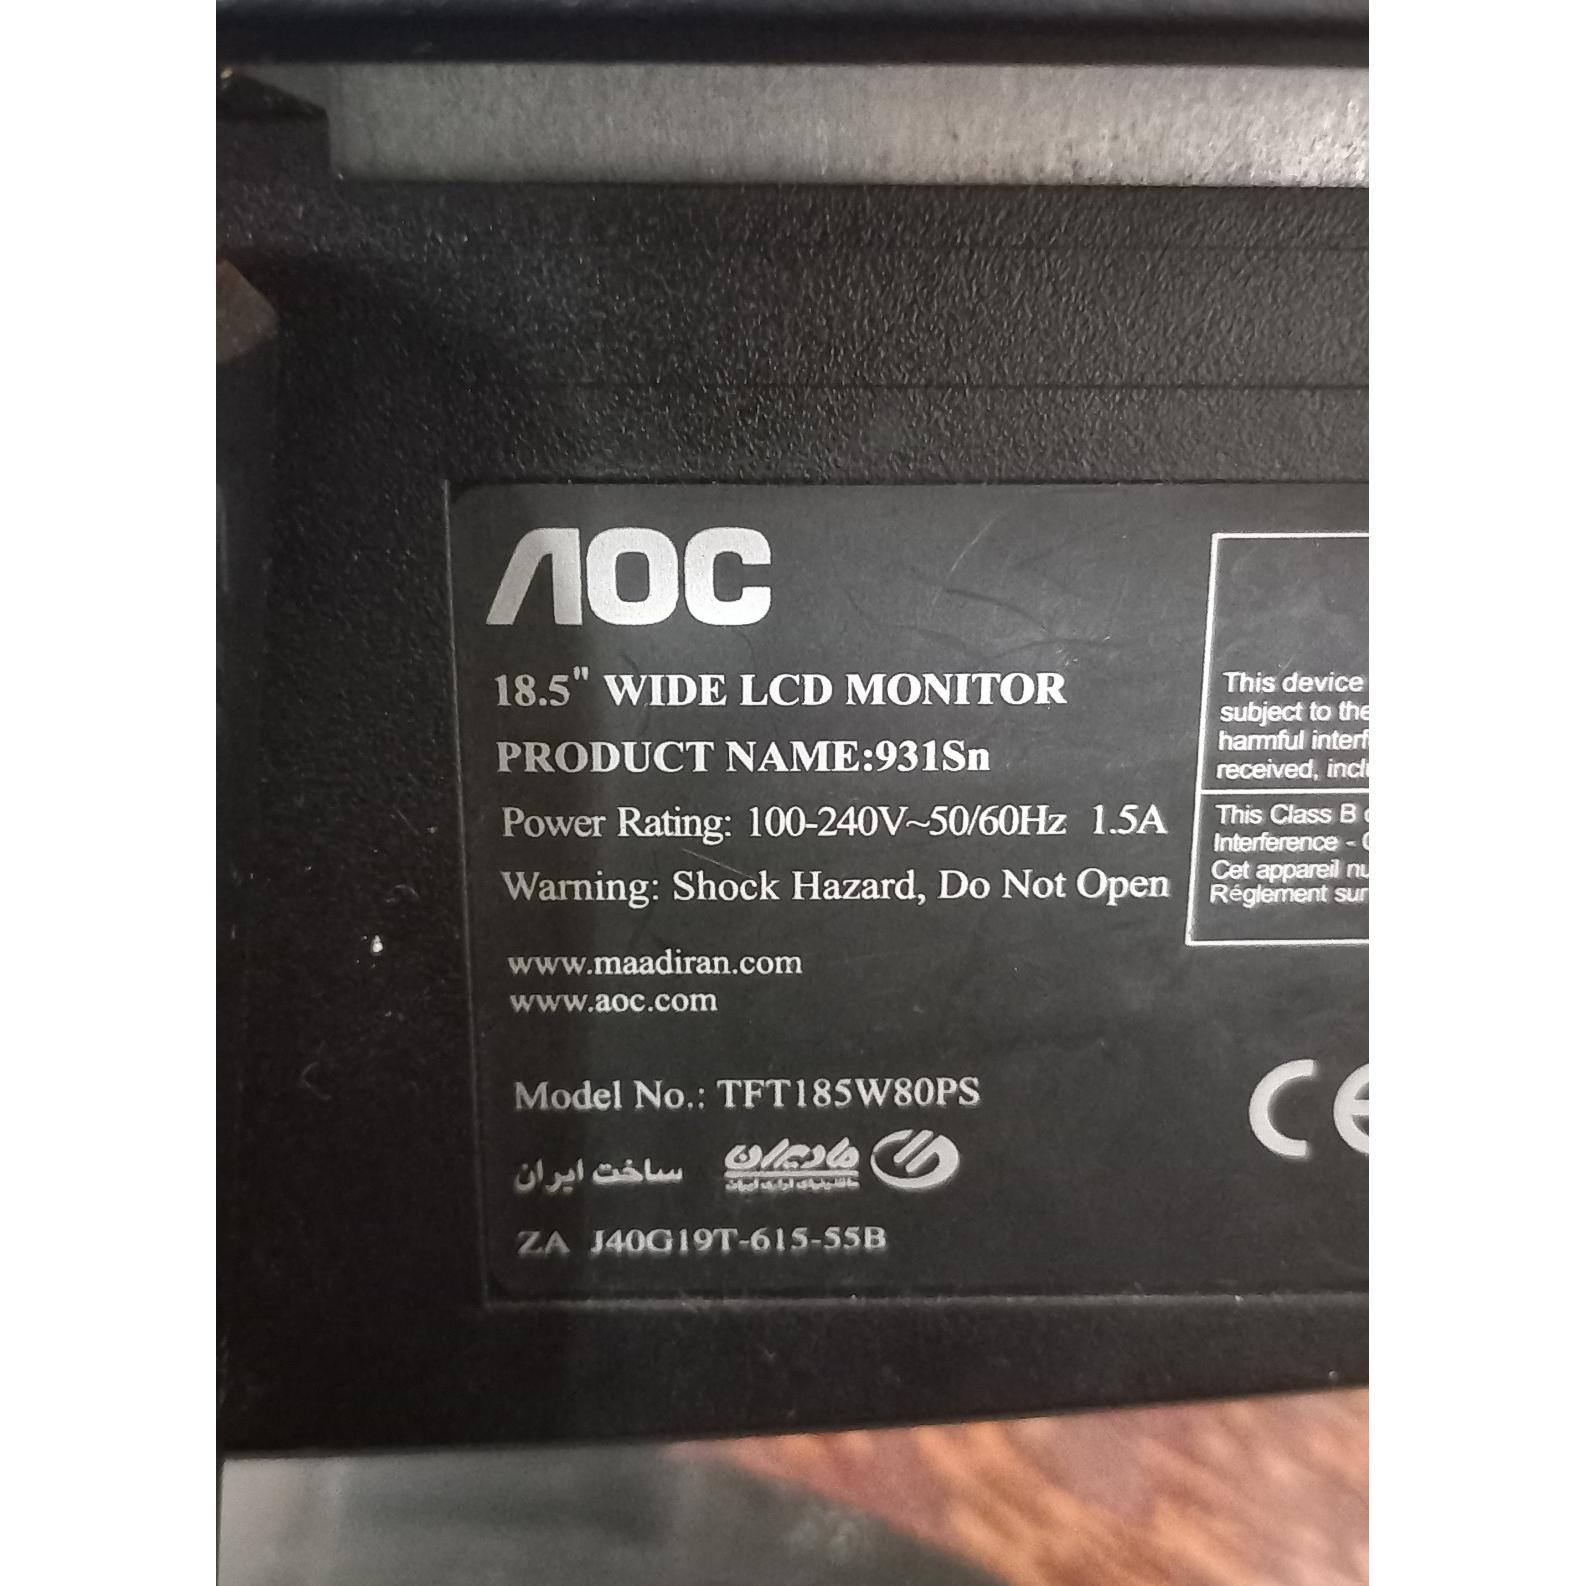 AOC
18.5" WIDE LCD MONITOR
PRODUCT NAME:931Sn
Power Rating: 100-240V~50/60Hz 1.5A
Warning: Shock Hazard, Do Not Open
www.maadiran.com
www.aoc.com
Model No.: TFT185W80PS
ساخت ایران مادیران
ZA J40G19T-615-55B
This device
subject to the
harmful interf
received, incl
This Class B
Interference -
Cet appareil nu
Réglement sur
CE